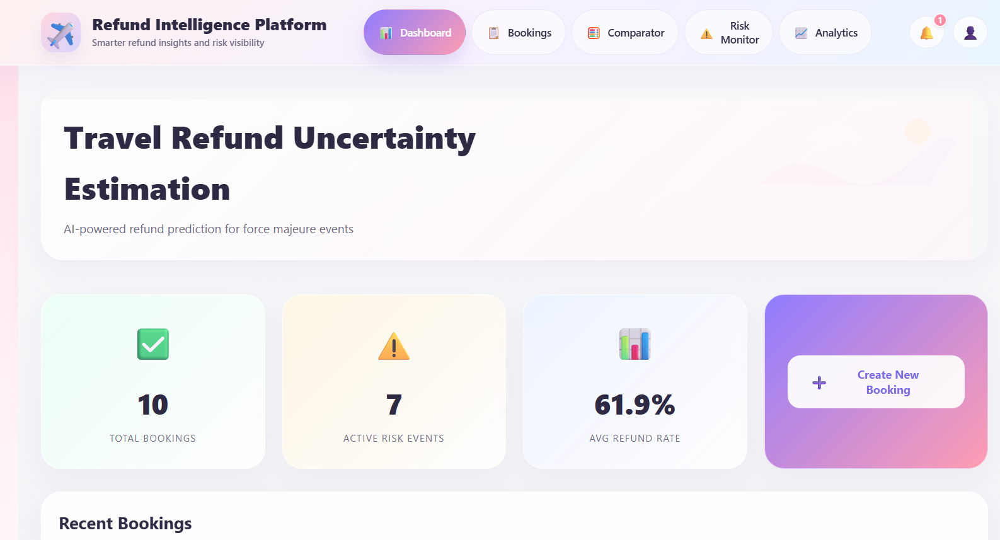 Refund Intelligence Platform
Smarter refund insights and risk visibility
Dashboard
Bookings
Comparator
Risk
Monitor
Analytics
1
Travel Refund Uncertainty
Estimation
AI-powered refund prediction for force majeure events
10
TOTAL BOOKINGS
7
ACTIVE RISK EVENTS
61.9%
AVG REFUND RATE
Create New
Booking
Recent Bookings